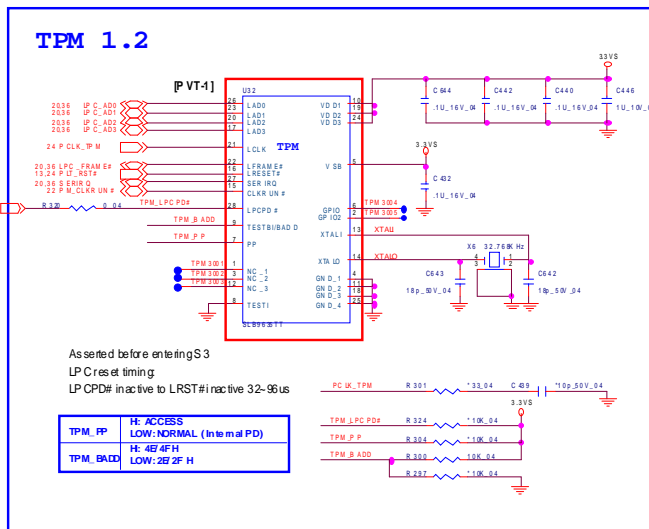 TPM 1.2
[PVT-1]
U32
20,36 LPC_AD0
20,36 LPC_AD1
20,36 LPC_AD2
20,36 LPC_AD3
24 PCLK_TPM
20,36 LPC_FRAME#
13,24 PLT_RST#
20,36 SERIRQ
22 PM_CLKRUN#
R320 0_04 TPM_LPCPD#
TPM_BADD
TPM_PP
TPM3001
TPM3002
TPM3003
26 LAD0
23 LAD1
20 LAD2
17 LAD3
TPM
21 LCLK
22 LFRAME#
16 LRESET#
27 SERIRQ
15 CLKRUN#
28 LPCPD#
9 TESTBI/BADD
7 PP
1 NC_1
3 NC_2
12 NC_3
8 TESTI
VDD1 10
VDD2 19
VDD3 24
VSB 5
GPIO 6 TPM3004
GPIO2 2 TPM3005
XTALI 13 XTALI
XTALO 14 XTALO
GND_1 4
GND_2 11
GND_3 18
GND_4 25
SLB9635TT
3.3VS
C644 C442 C440 C446
.1U_16V_04 .1U_16V_04 .1U_16V_04 1U_10V_0
3.3VS
C432
.1U_16V_04
X6 32.768KHz
4 1
3 2
C643 C642
18p_50V_04 18p_50V_04
Asserted before entering S3
LPC reset timing:
LPCPD# inactive to LRST# inactive 32~96us
TPM_PP H: ACCESS
LOW: NORMAL (Internal PD)
TPM_BADD H: 4E/4F H
LOW: 2E/2F H
PCLK_TPM R301 *33_04 C439 *10p_50V_04
3.3VS
TPM_LPCPD# R324 *10K_04
TPM_PP R304 *10K_04
TPM_BADD R300 10K_04
R297 *10K_04